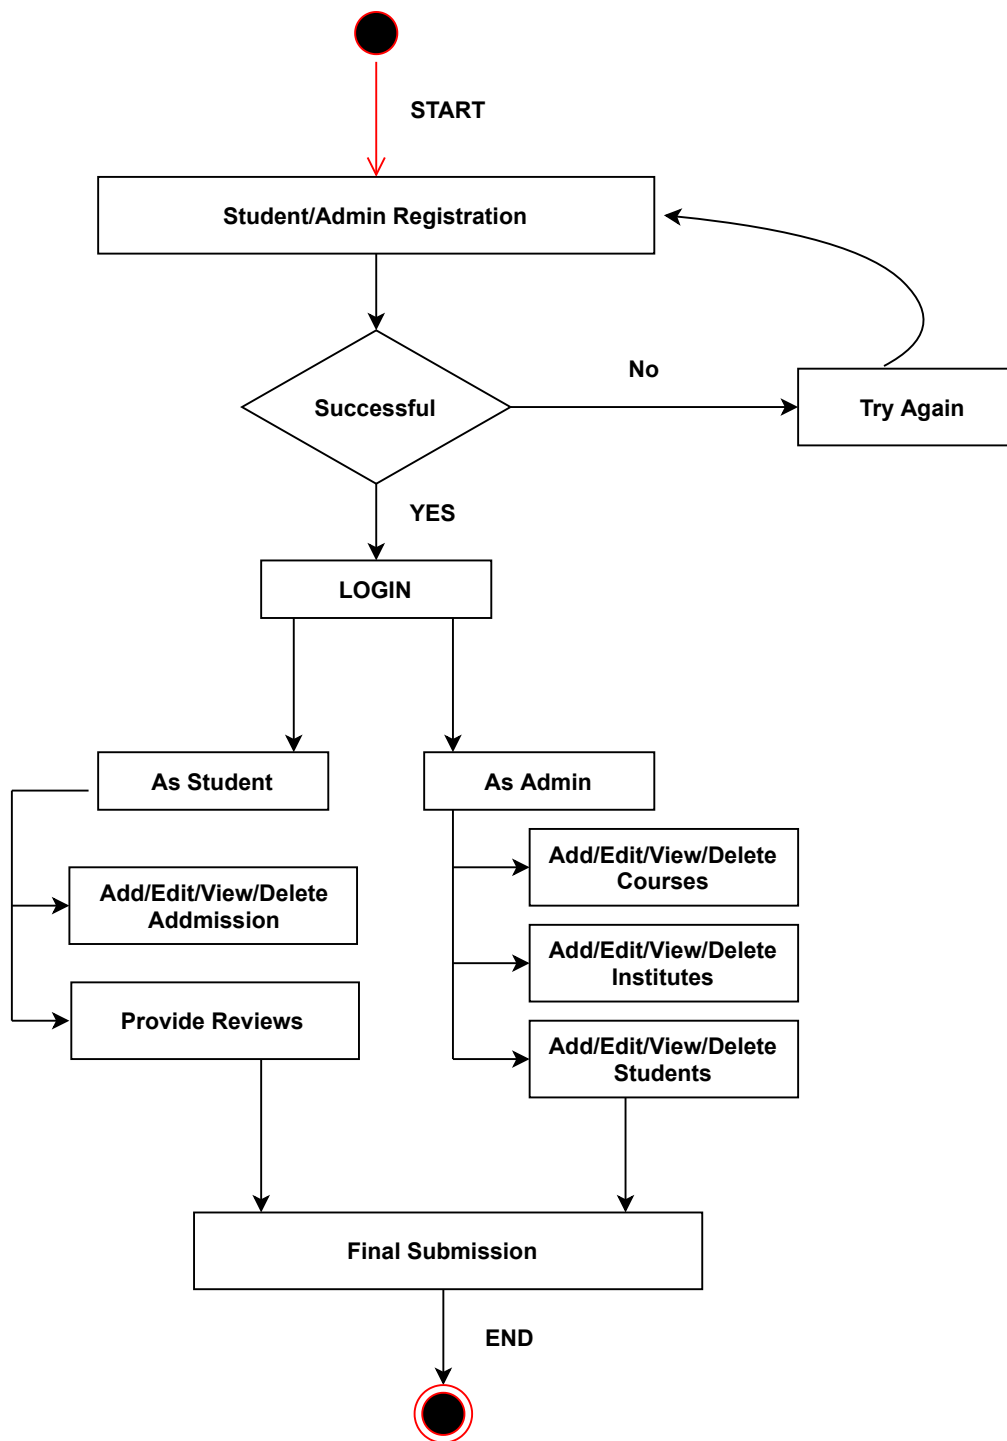 START
Student/Admin Registration
Successful
No
Try Again
YES
LOGIN
As Student
As Admin
Add/Edit/View/Delete
Addmission
Provide Reviews
Add/Edit/View/Delete
Courses
Add/Edit/View/Delete
Institutes
Add/Edit/View/Delete
Students
Final Submission
END